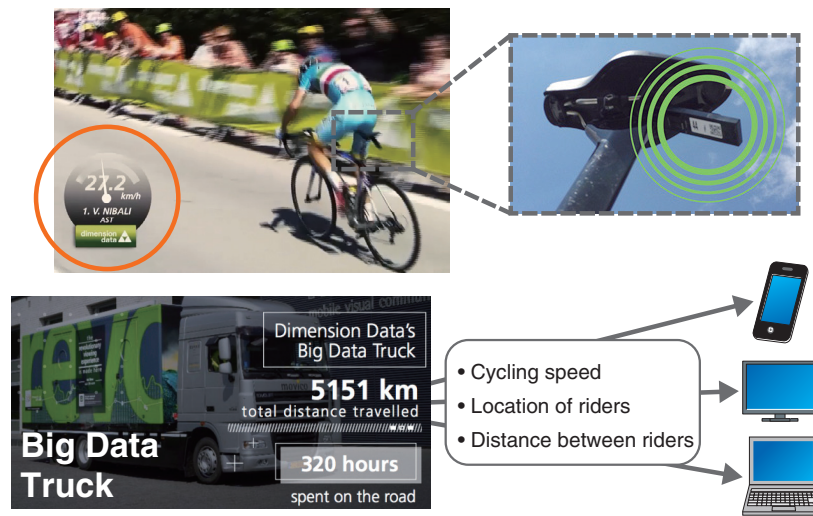 27.2
km/h
1. V. NIBALI
AST
dimension
data
Dimension Data's
Big Data Truck
5151 km
total distance travelled
320 hours
spent on the road
Big Data
Truck
• Cycling speed
• Location of riders
• Distance between riders